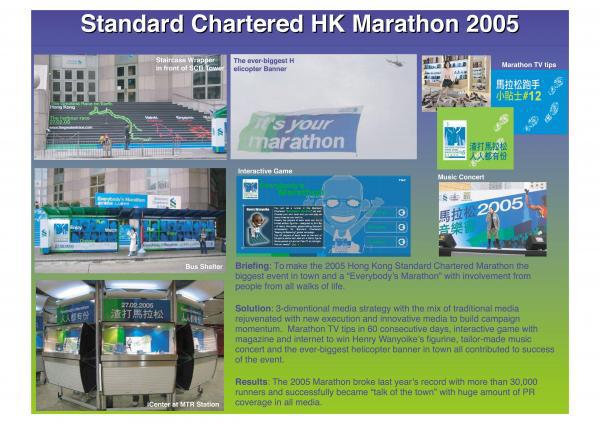 Standard Chartered HK Marathon 2005
Staircase Wrapper
in front of SCB Tower
The ever-biggest H
elicopter Banner
it's your
marathon
Marathon TV tips
馬拉松跑手
小貼士#12
渣打馬拉松
人人都有份
Hong Kong
27.02.05
Everybody's Marathon
Bus Shelter
Interactive Game
Music Concert
馬拉松2005
音樂會
27.02.2005
渣打馬拉松
iCenter at MTR Station
Briefing: To make the 2005 Hong Kong Standard Chartered Marathon the
biggest event in town and a “Everybody's Marathon” with involvement from
people from all walks of life.
Solution: 3-dimentional media strategy with the mix of traditional media
rejuvenated with new execution and innovative media to build campaign
momentum. Marathon TV tips in 60 consecutive days, interactive game with
magazine and internet to win Henry Wanyoike's figurine, tailor-made music
concert and the ever-biggest helicopter banner in town all contributed to success
of the event.
Results: The 2005 Marathon broke last year's record with more than 30,000
runners and successfully became “talk of the town” with huge amount of PR
coverage in all media.